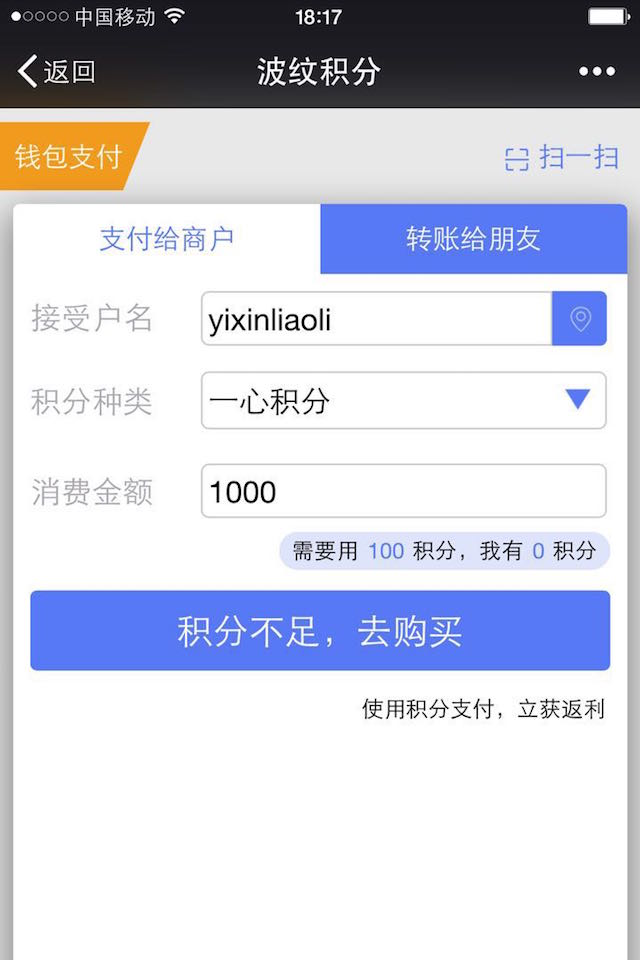 中国移动 18:17
返回 波纹积分
钱包支付 扫一扫
支付给商户 转账给朋友
接受户名 yixinliaoli
积分种类 一心积分
消费金额 1000
需要用 100 积分，我有 0 积分
积分不足，去购买
使用积分支付，立获返利